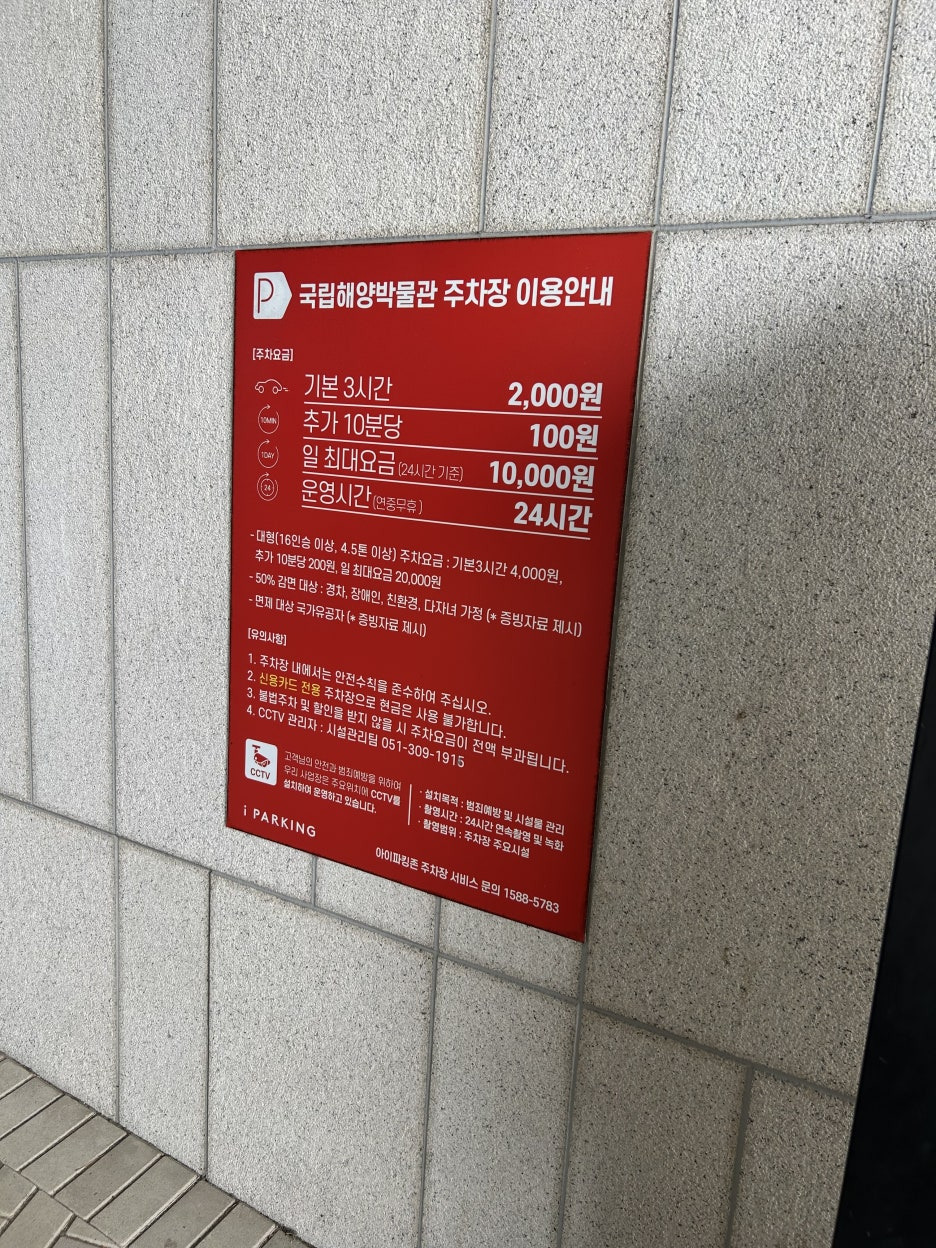 P 국립해양박물관 주차장 이용안내
[주차요금]
기본 3시간 2,000원
10MIN 추가 10분당 100원
1DAY 일 최대요금 (24시간 기준) 10,000원
24 운영시간 (연중무휴) 24시간
- 대형(16인승 이상, 4.5톤 이상) 주차요금 : 기본3시간 4,000원,
추가 10분당 200원, 일 최대요금 20,000원
- 50% 감면 대상 : 경차, 장애인, 친환경, 다자녀 가정 (* 증빙자료 제시)
- 면제 대상 국가유공자 (* 증빙자료 제시)
[유의사항]
1. 주차장 내에서는 안전수칙을 준수하여 주십시오.
2. 신용카드 전용 주차장으로 현금은 사용 불가합니다.
3. 불법주차 및 할인을 받지 않을 시 주차요금이 전액 부과됩니다.
4. CCTV 관리자 : 시설관리팀 051-309-1915
CCTV
고객님의 안전과 범죄예방을 위하여
우리 사업장은 주요위치에 CCTV를
설치하여 운영하고 있습니다.
· 설치목적 : 범죄예방 및 시설물 관리
· 촬영시간 : 24시간 연속촬영 및 녹화
· 촬영범위 : 주차장 주요시설
i PARKING
아이파킹존 주차장 서비스 문의 1588-5783